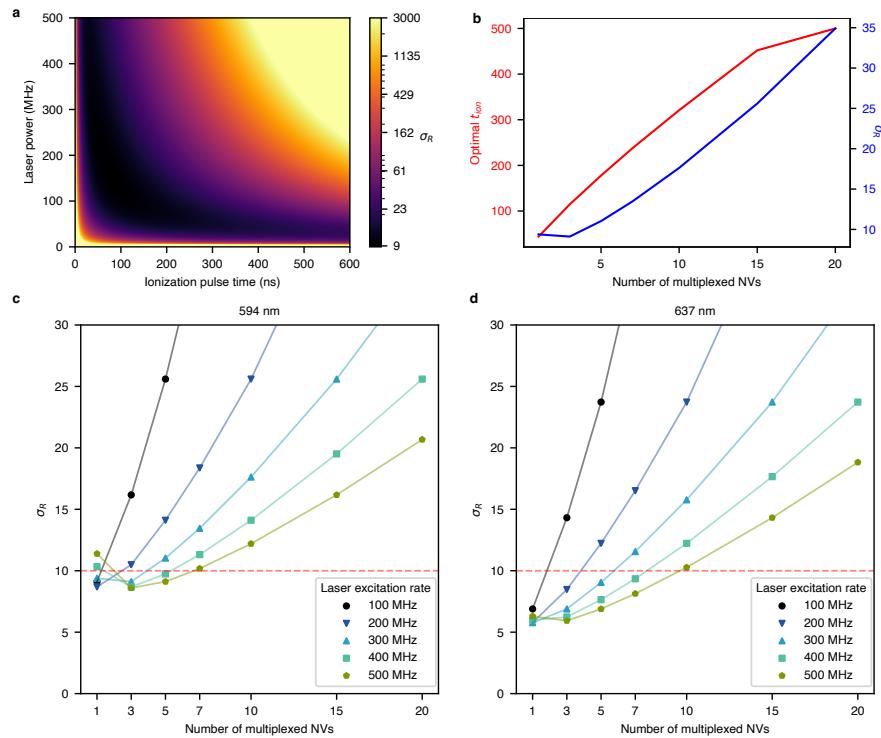 a
500
400
300
200
100
0
Laser power (MHz)
0 100 200 300 400 500 600
Ionization pulse time (ns)
3000
1135
429
162
61
23
9
σR
b
500
400
300
200
100
Optimal tion
5 10 15 20
Number of multiplexed NVs
35
30
25
20
15
10
σR
c
594 nm
30
25
20
15
10
5
0
σR
1 3 5 7 10 15 20
Number of multiplexed NVs
Laser excitation rate
100 MHz
200 MHz
300 MHz
400 MHz
500 MHz
d
637 nm
30
25
20
15
10
5
0
σR
1 3 5 7 10 15 20
Number of multiplexed NVs
Laser excitation rate
100 MHz
200 MHz
300 MHz
400 MHz
500 MHz